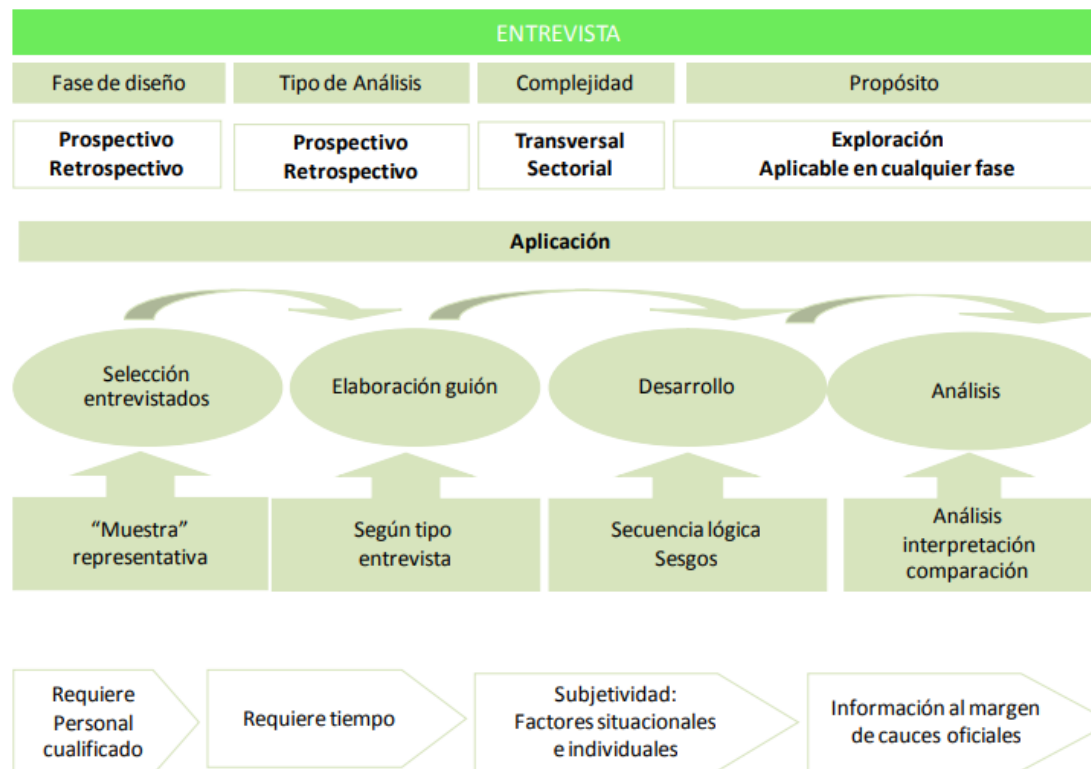 ENTREVISTA
Fase de diseño
Tipo de Análisis
Complejidad
Propósito
Prospectivo
Retrospectivo
Prospectivo
Retrospectivo
Transversal
Sectorial
Exploración
Aplicable en cualquier fase
Aplicación
Selección
entrevistados
Elaboración guión
Desarrollo
Análisis
“Muestra”
representativa
Según tipo
entrevista
Secuencia lógica
Sesgos
Análisis
interpretación
comparación
Requiere
Personal
cualificado
Requiere tiempo
Subjetividad:
Factores situacionales
e individuales
Información al margen
de cauces oficiales